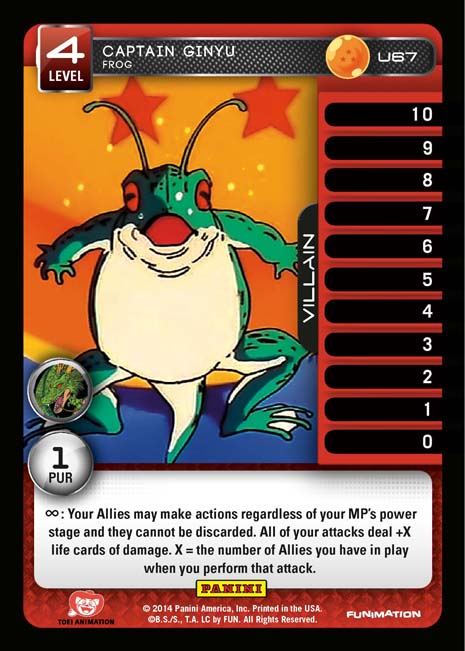 4
LEVEL
CAPTAIN GINYU
FROG
U67
10
9
8
7
6
5
4
3
2
1
0
VILLAIN
1
PUR
∞: Your Allies may make actions regardless of your MP's power
stage and they cannot be discarded. All of your attacks deal +X
life cards of damage. X = the number of Allies you have in play
when you perform that attack.
PANINI
TOEI ANIMATION
© 2014 Panini America, Inc. Printed in the USA.
©B.S./S., T.A. LC by FUN. All Rights Reserved.
FUNIMATION